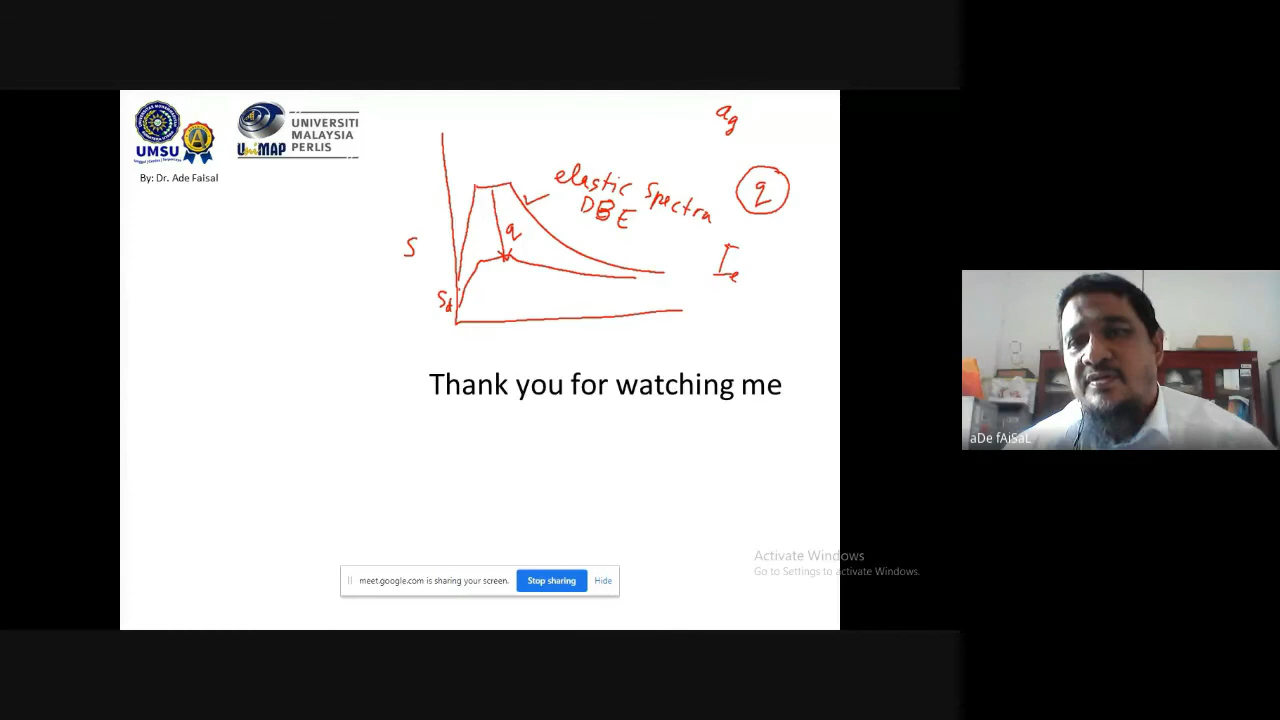 UMSU
UniMAP
UNIVERSITI
MALAYSIA
PERLIS
By: Dr. Ade Faisal
ag
elastic spectra
DBE
q
q
S
Ie
Sd
Thank you for watching me
aDe fAiSaL
Activate Windows
Go to Settings to activate Windows.
meet.google.com is sharing your screen.
Stop sharing
Hide